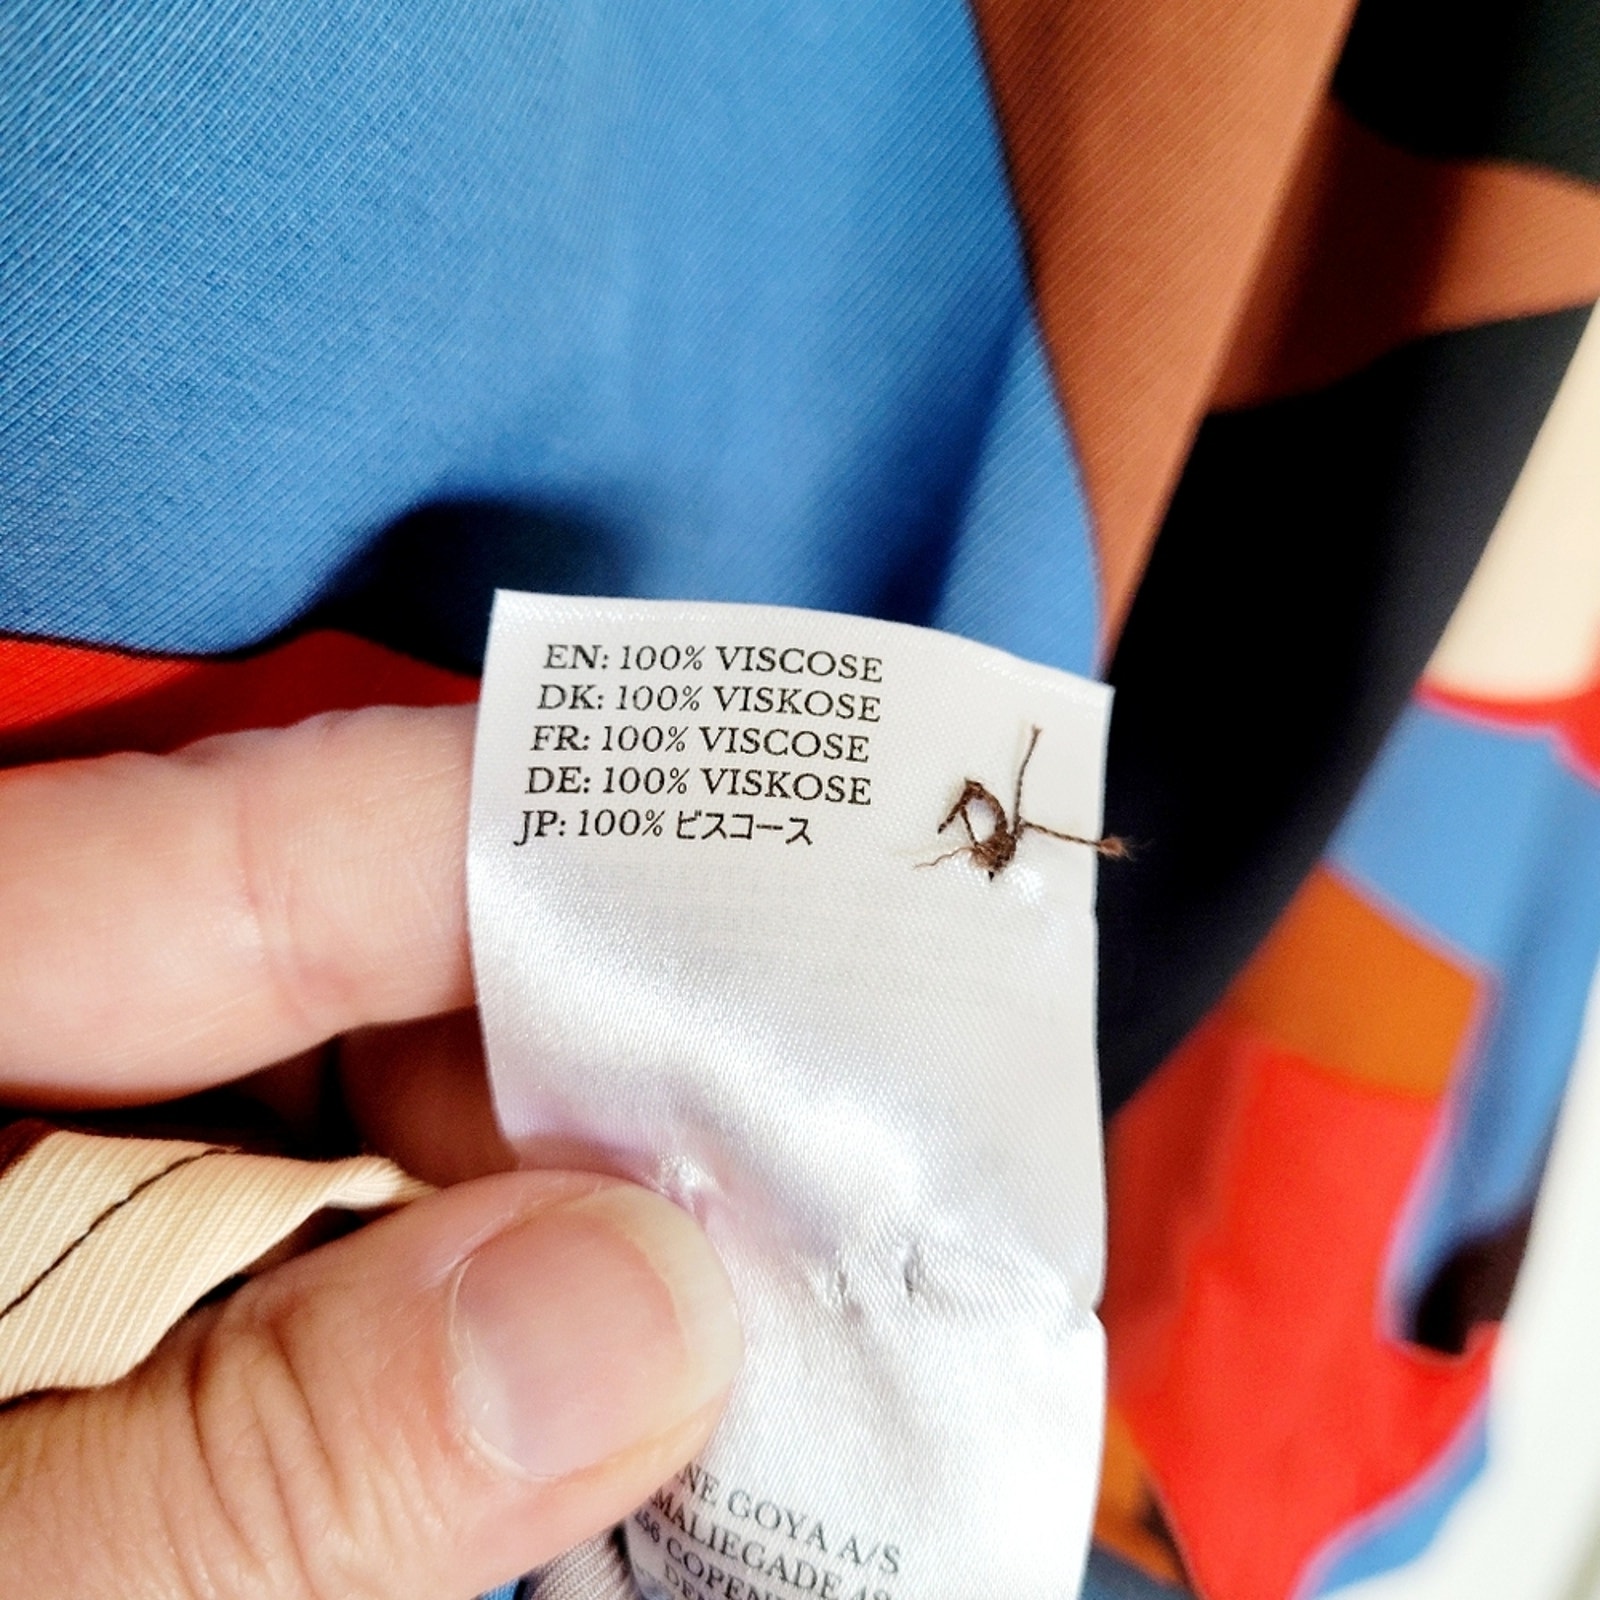 EN: 100% VISCOSE
DK: 100% VISKOSE
FR: 100% VISCOSE
DE: 100% VISKOSE
JP: 100% ビスコース
GOYA A/S